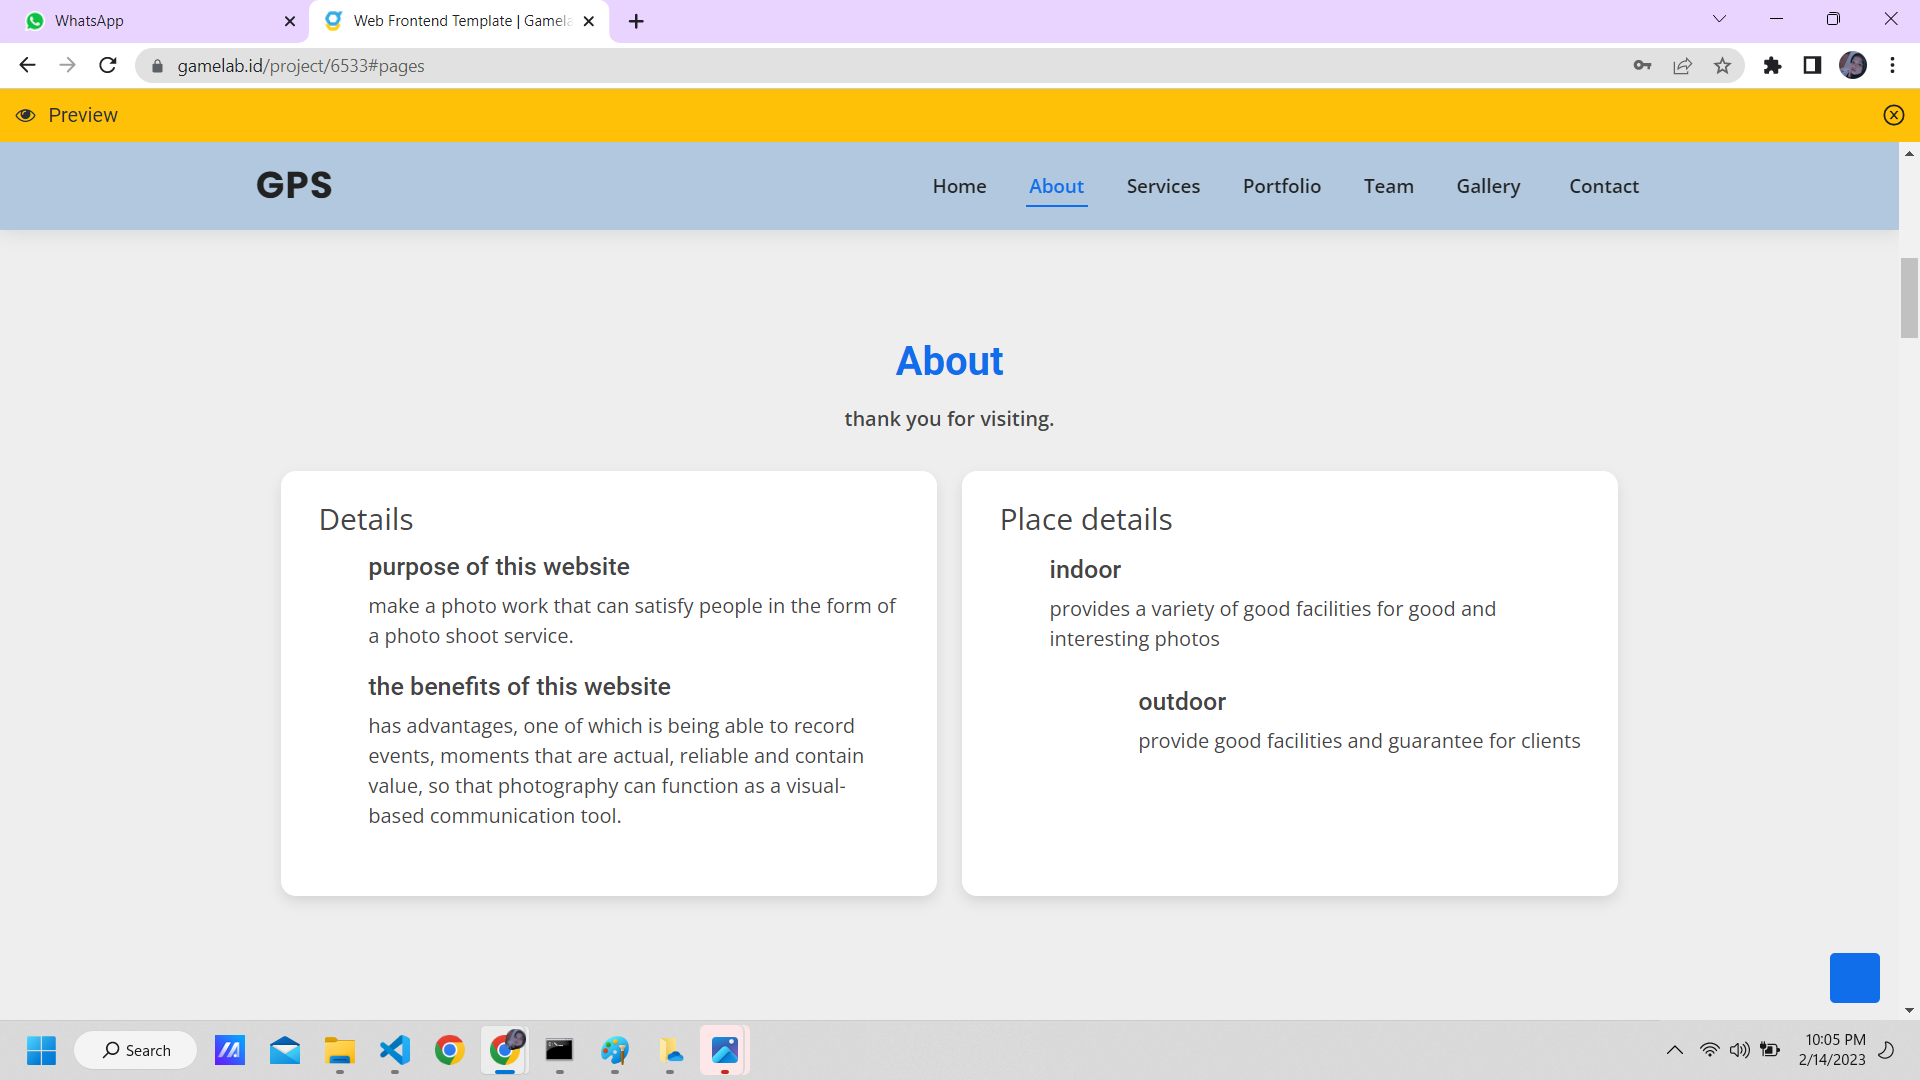 WhatsApp
Web Frontend Template | Gamela
gamelab.id/project/6533#pages
Preview
GPS
Home About Services Portfolio Team Gallery Contact
About
thank you for visiting.
Details
purpose of this website
make a photo work that can satisfy people in the form of
a photo shoot service.
the benefits of this website
has advantages, one of which is being able to record
events, moments that are actual, reliable and contain
value, so that photography can function as a visual-
based communication tool.
Place details
indoor
provides a variety of good facilities for good and
interesting photos
outdoor
provide good facilities and guarantee for clients
Search
10:05 PM
2/14/2023